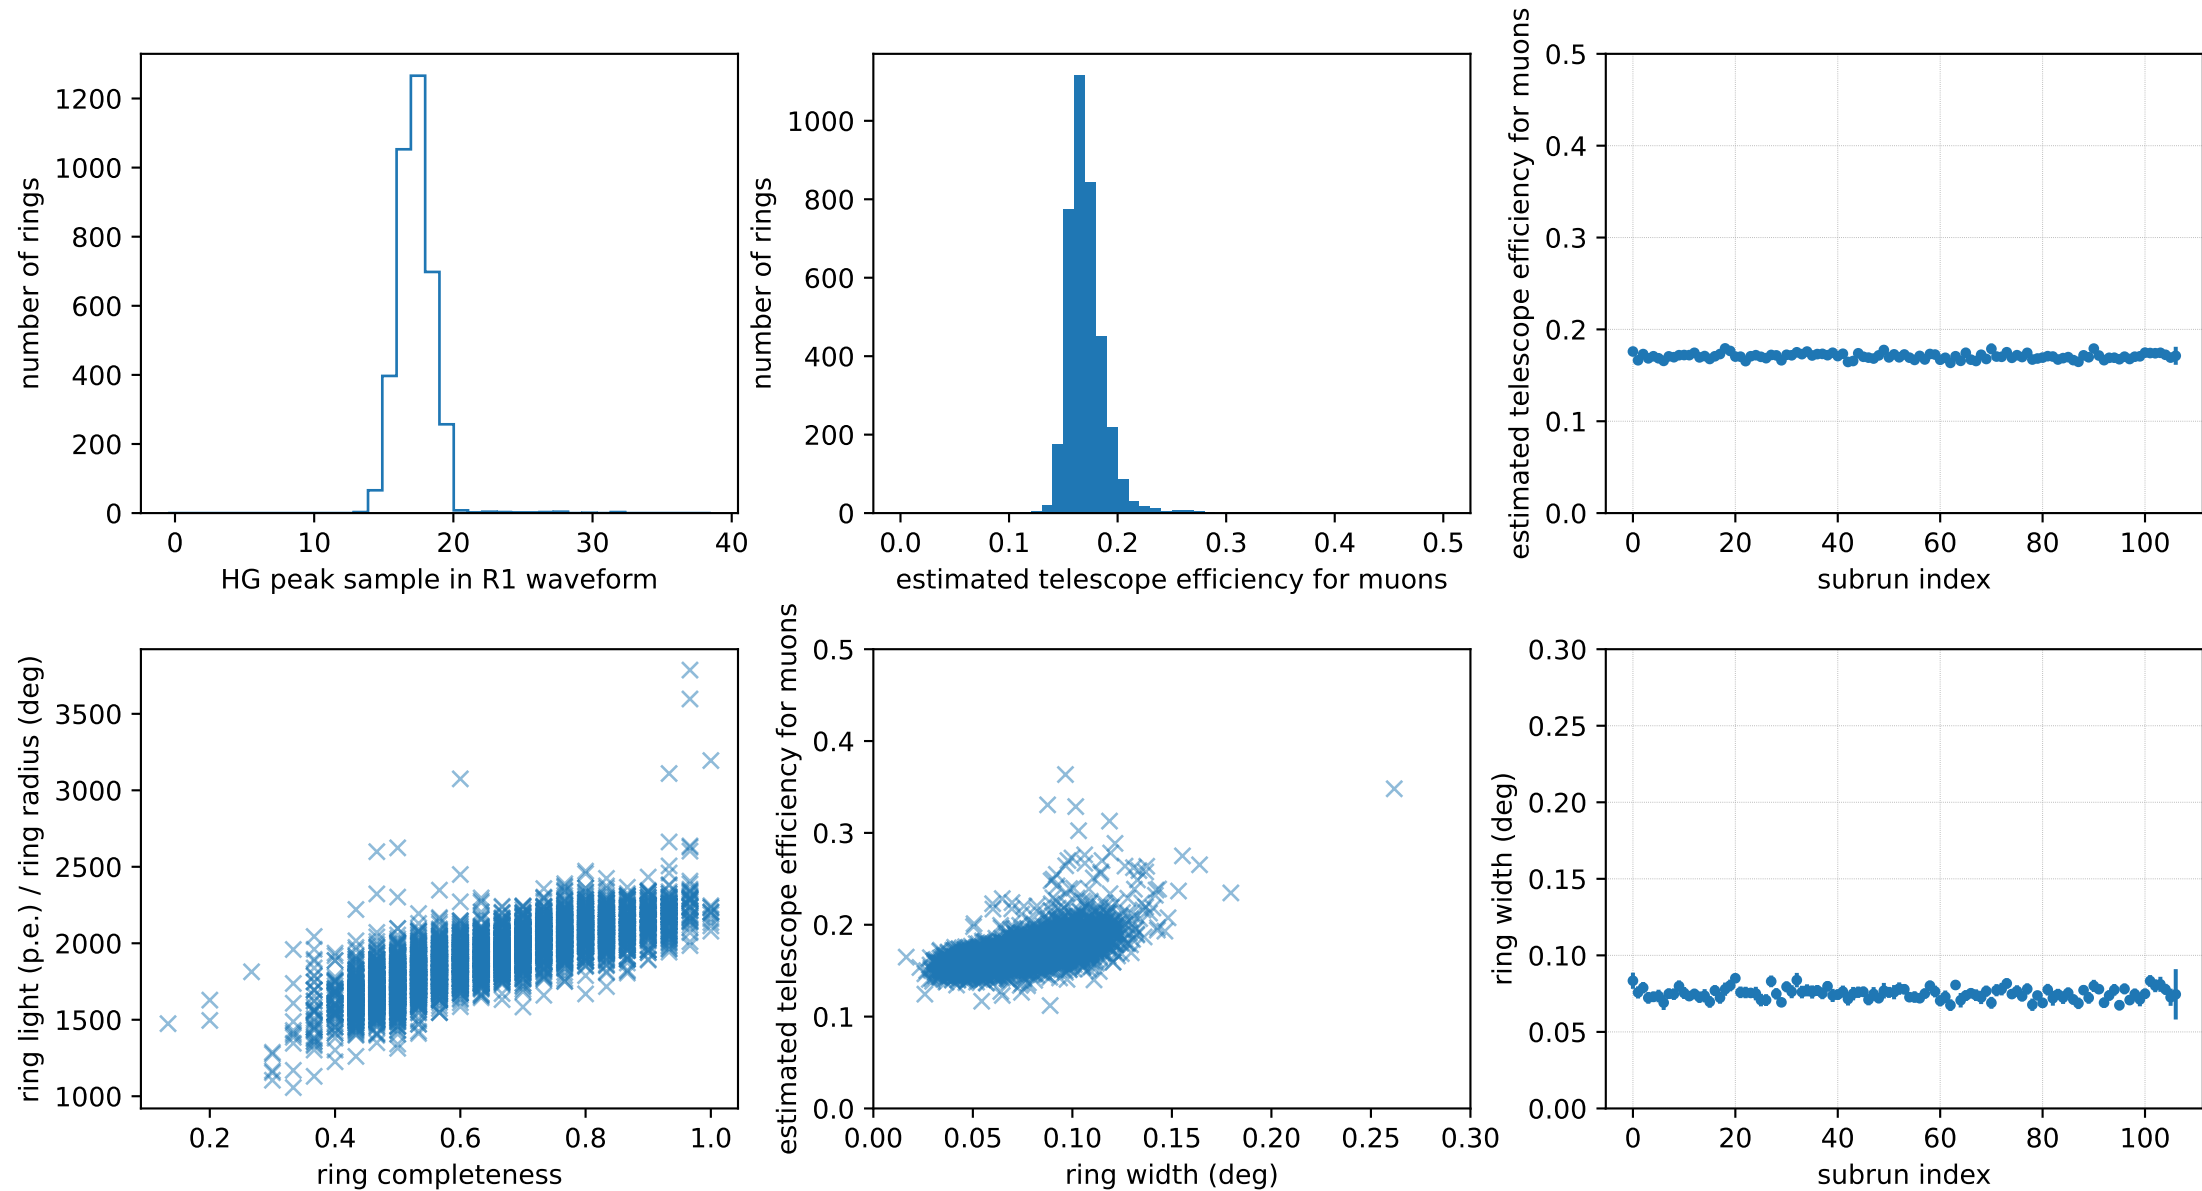 number of rings
1200
1000
800
600
400
200
0
0 10 20 30 40
HG peak sample in R1 waveform
number of rings
1000
800
600
400
200
0
0.0 0.1 0.2 0.3 0.4 0.5
estimated telescope efficiency for muons
estimated telescope efficiency for muons
0.5
0.4
0.3
0.2
0.1
0.0
0 20 40 60 80 100
subrun index
ring light (p.e.) / ring radius (deg)
3500
3000
2500
2000
1500
1000
0.2 0.4 0.6 0.8 1.0
ring completeness
estimated telescope efficiency for muons
0.5
0.4
0.3
0.2
0.1
0.0
0.00 0.05 0.10 0.15 0.20 0.25 0.30
ring width (deg)
ring width (deg)
0.30
0.25
0.20
0.15
0.10
0.05
0.00
0 20 40 60 80 100
subrun index